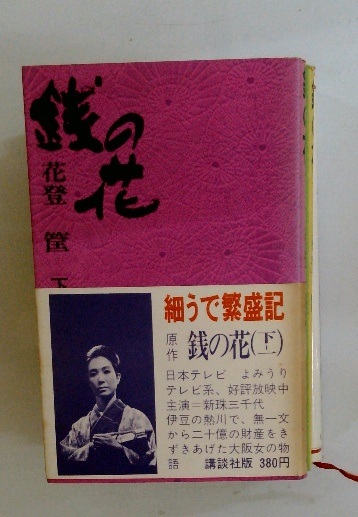 銭の花
花登 筐 下
細うで繁盛記
原作 銭の花(下)
日本テレビ よみうり
テレビ系、好評放映中
主演=新珠三千代
伊豆の熱川で、無一文
から二十億の財産をき
ずきあげた大阪女の物
語 講談社版 380円